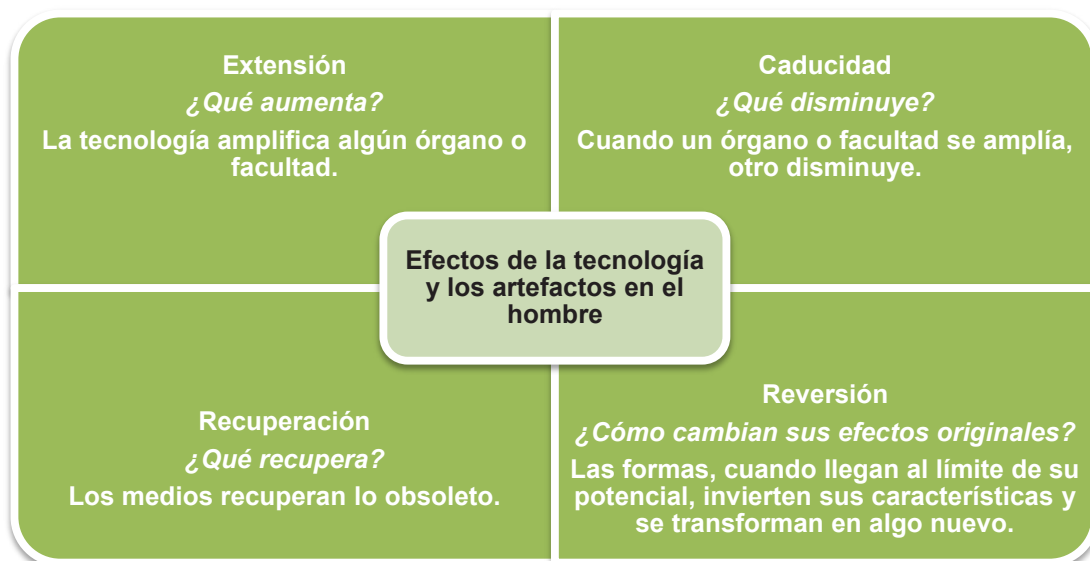 Extensión
¿Qué aumenta?
La tecnología amplifica algún órgano o
facultad.
Caducidad
¿Qué disminuye?
Cuando un órgano o facultad se amplía,
otro disminuye.
Efectos de la tecnología
y los artefactos en el
hombre
Recuperación
¿Qué recupera?
Los medios recuperan lo obsoleto.
Reversión
¿Cómo cambian sus efectos originales?
Las formas, cuando llegan al límite de su
potencial, invierten sus características y
se transforman en algo nuevo.